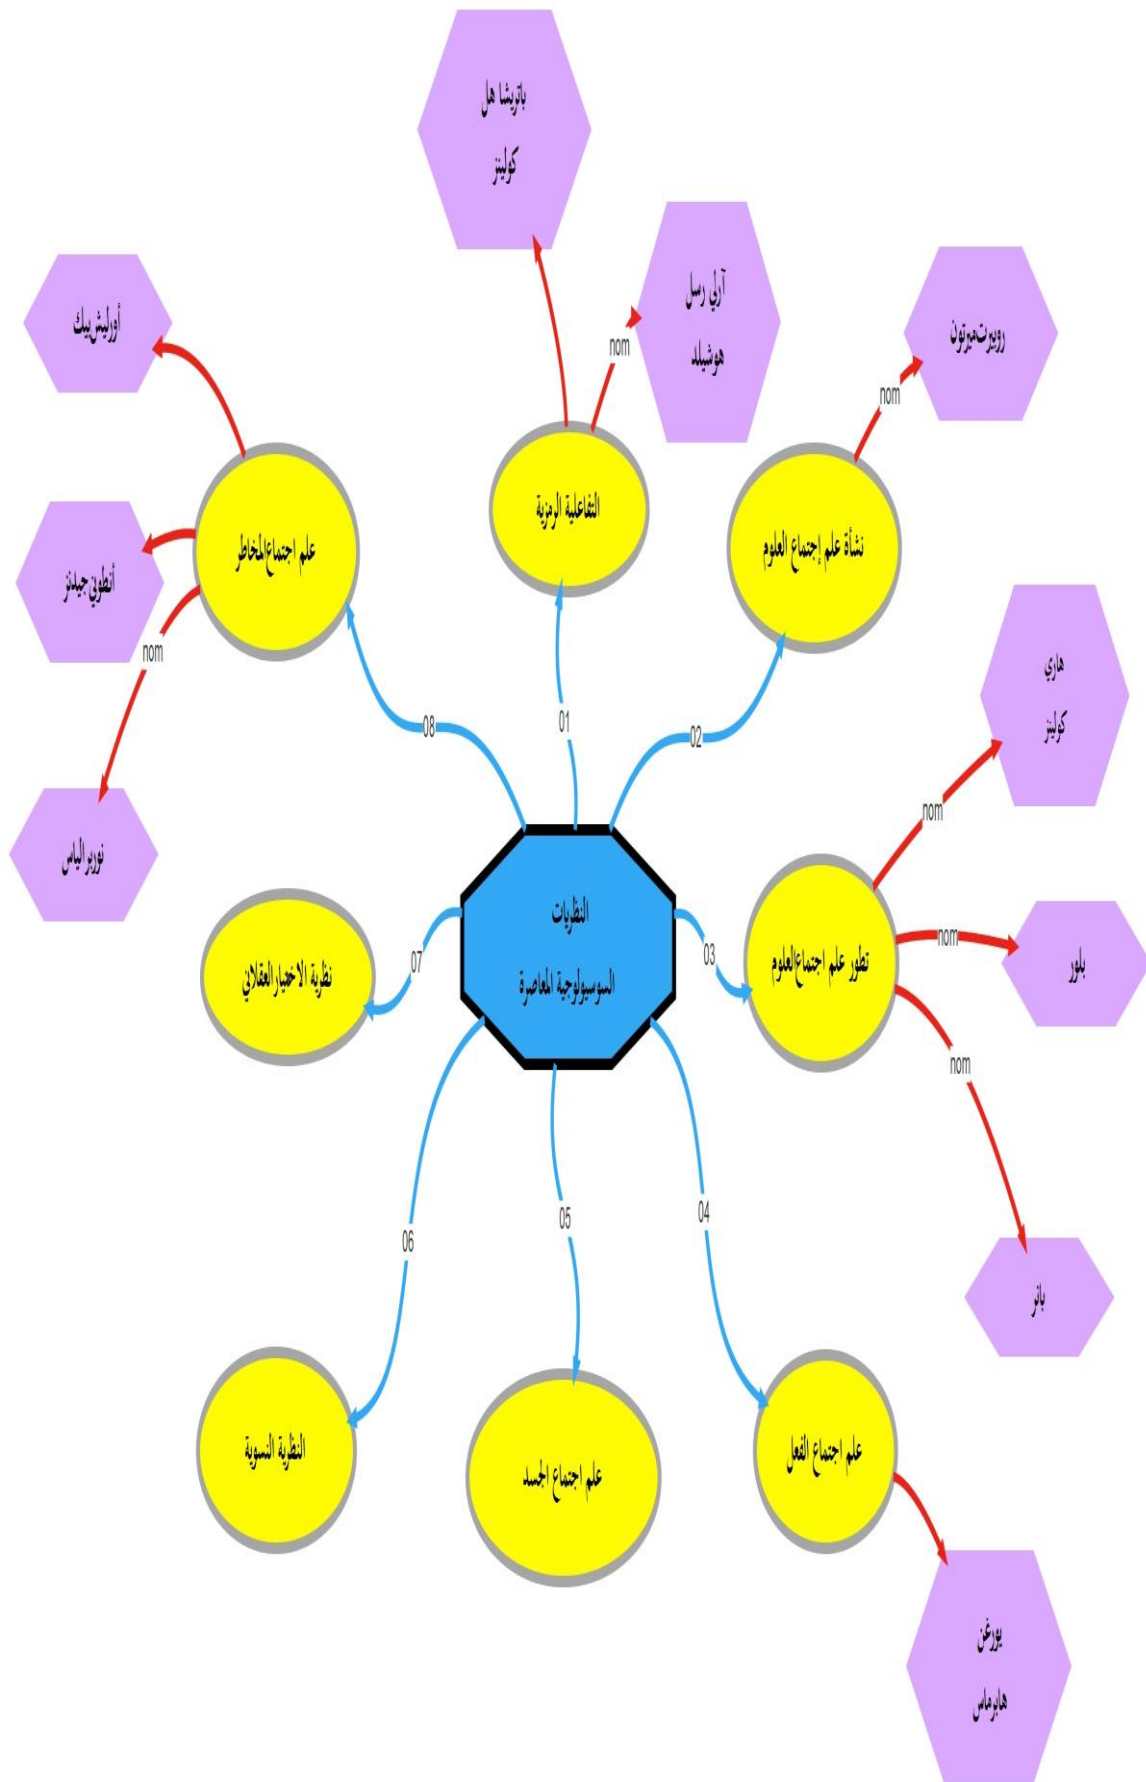 باتريشا هل
كولينز
آرلي رسل
هوشيلد
nom
روبيرت ميرتون
nom
أورليش بيك
التفاعلية الرمزية
نشأة علم إجتماع العلوم
علم اجتماع المخاطر
أنطوني جيدنز
nom
نوربر الياس
08
01
02
هاري
كولينز
nom
النظريات
السوسيولوجية المعاصرة
07
نظرية الاختيار العقلاني
03
تطور علم اجتماع العلوم
nom
بلور
nom
بانر
06
05
04
النظرية النسوية
علم اجتماع الجسد
علم اجتماع الفعل
يورغن
هابرماس